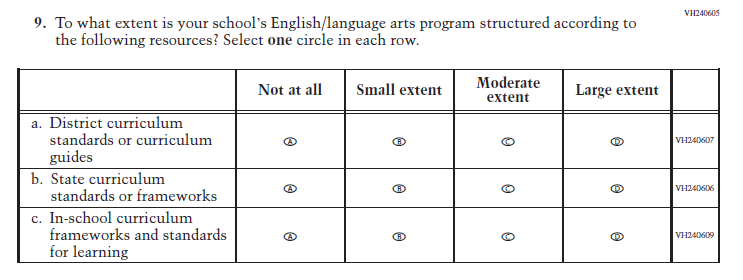 VH240605
9. To what extent is your school's English/language arts program structured according to
the following resources? Select one circle in each row.
Not at all Small extent Moderate extent Large extent
a. District curriculum
standards or curriculum
guides
A B C D VH240607
b. State curriculum
standards or frameworks
A B C D VH240606
c. In-school curriculum
frameworks and standards
for learning
A B C D VH240609